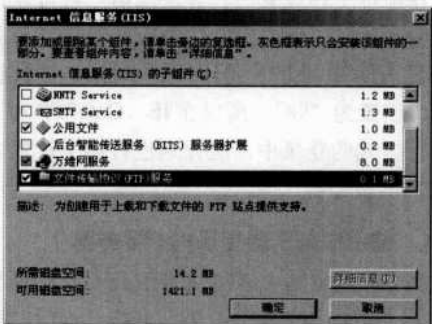 Internet 信息服务(IIS)
要添加或删除某个组件，请单击旁边的复选框。灰色框表示只会安装该组件的一
部分。要查看组件内容，请单击“详细信息”。
Internet 信息服务(IIS) 的子组件(C):
NNTP Service 1.2 MB
SMTP Service 1.3 MB
公用文件 1.0 MB
后台智能传送服务 (BITS) 服务器扩展 0.2 MB
万维网服务 8.0 MB
文件传输协议(FTP)服务 0.1 MB
描述: 为创建用于上载和下载文件的 FTP 站点提供支持。
所需磁盘空间: 14.2 MB
可用磁盘空间: 1421.1 MB
详细信息(D)
确定
取消